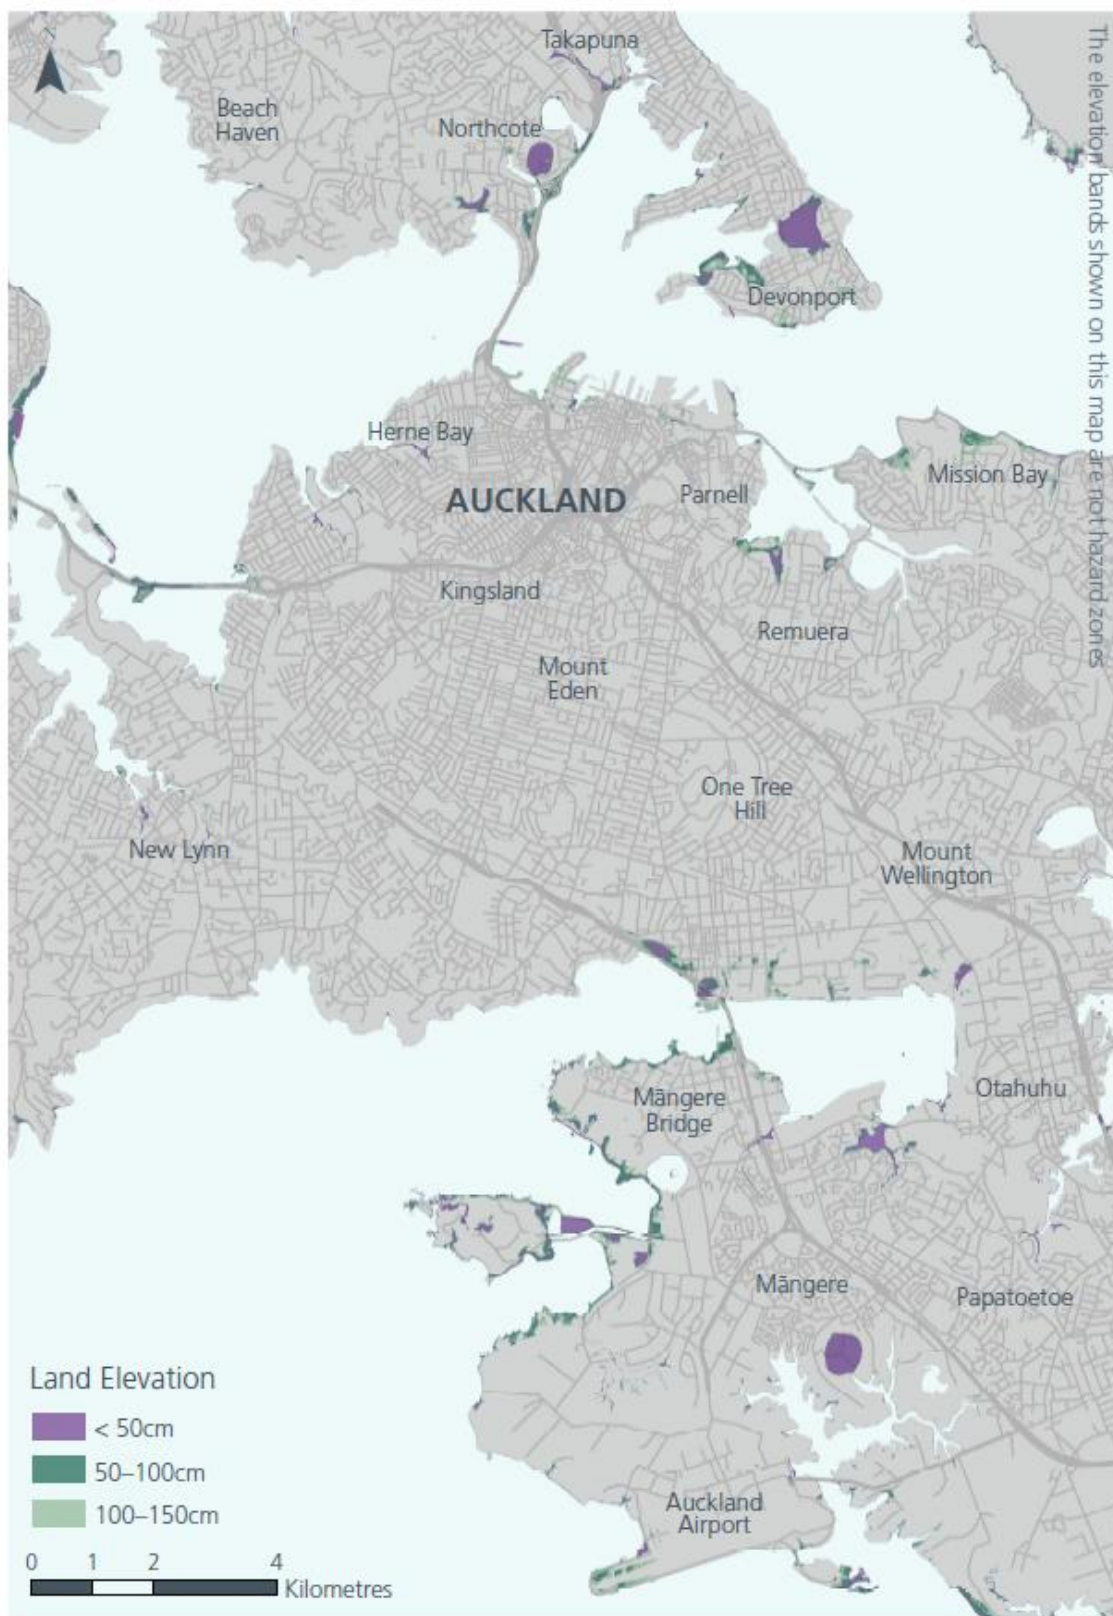 Takapuna
The elevation bands shown on this map are not hazard zones
Beach
Haven
Northcote
Devonport
Herne Bay
Mission Bay
AUCKLAND
Parnell
Kingsland
Remuera
Mount
Eden
One Tree
Hill
New Lynn
Mount
Wellington
Otahuhu
Māngere
Bridge
Māngere
Papatoetoe
Land Elevation
< 50cm
50–100cm
100–150cm
Auckland
Airport
0 1 2 4
Kilometres